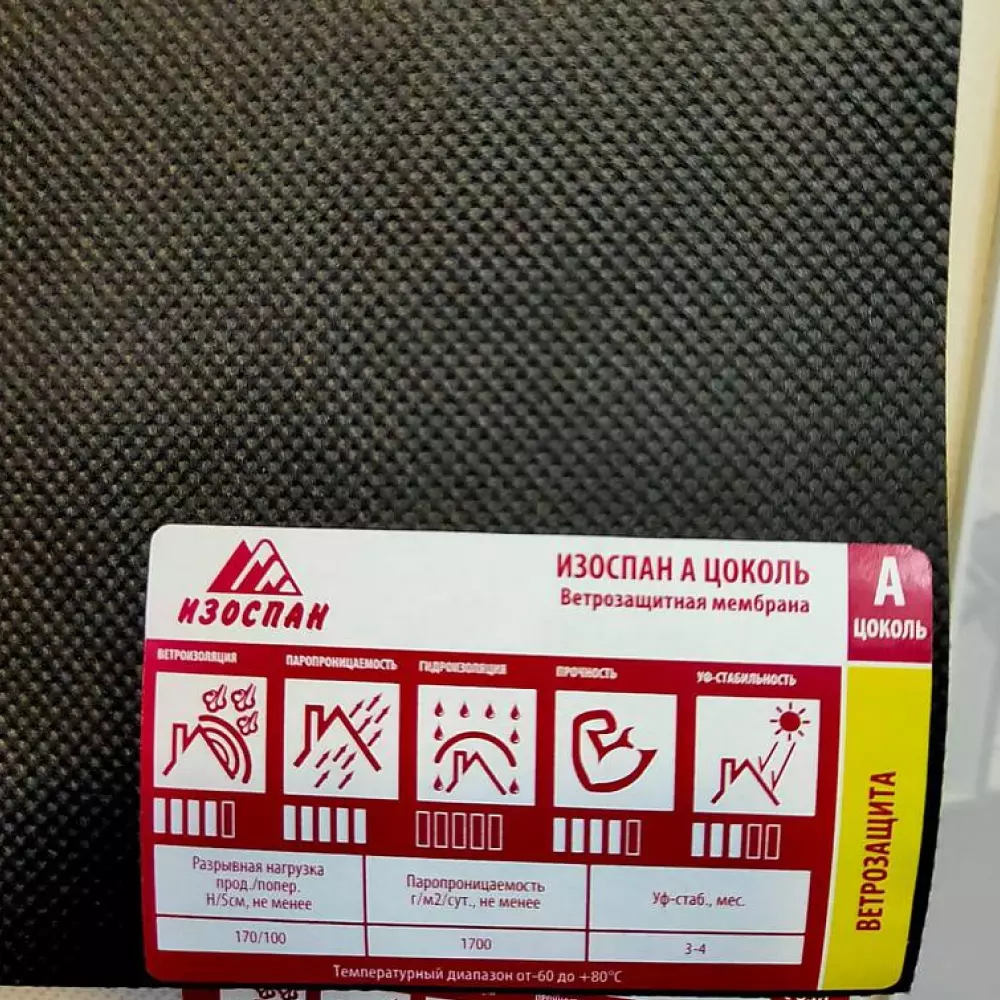 ИЗОСПАН
ИЗОСПАН А ЦОКОЛЬ
Ветрозащитная мембрана
А
ЦОКОЛЬ
ВЕТРОИЗОЛЯЦИЯ
ПАРОПРОНИЦАЕМОСТЬ
ГИДРОИЗОЛЯЦИЯ
ПРОЧНОСТЬ
УФ-СТАБИЛЬНОСТЬ
ВЕТРОЗАЩИТА
Разрывная нагрузка
прод./попер.
Н/5см, не менее
Паропроницаемость
г/м2/сут., не менее
Уф-стаб., мес.
170/100
1700
3-4
Температурный диапазон от-60 до +80°С